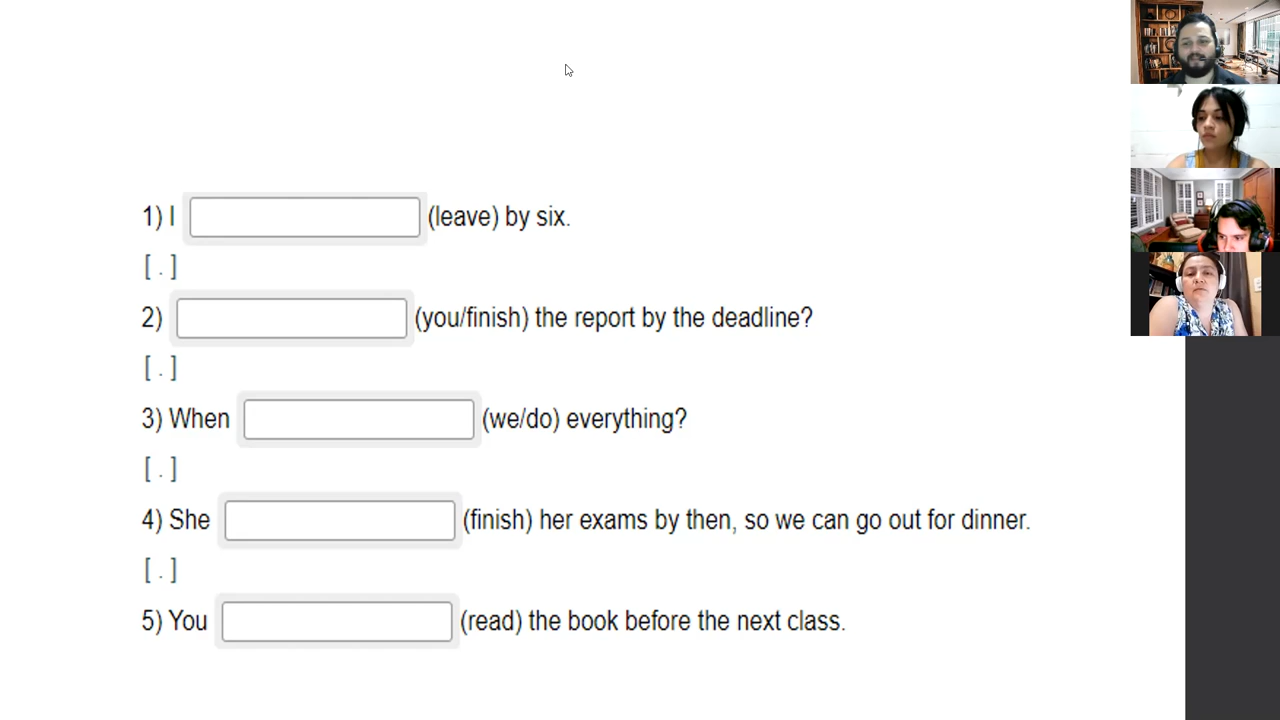 1) I (leave) by six.
[ . ]
2) (you/finish) the report by the deadline?
[ . ]
3) When (we/do) everything?
[ . ]
4) She (finish) her exams by then, so we can go out for dinner.
[ . ]
5) You (read) the book before the next class.